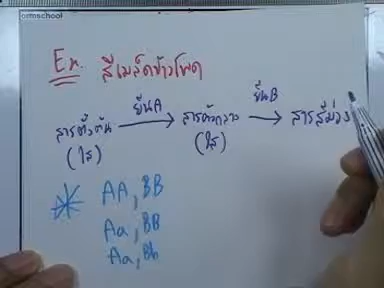 ormschool
Ex. สีเมล็ดข้าวโพด
ยีนA ยีนB
สารตั้งต้น สารตัวกลาง สารสีม่วง
(ใส) (ใส)
AA, BB
Aa, BB
Aa, Bb